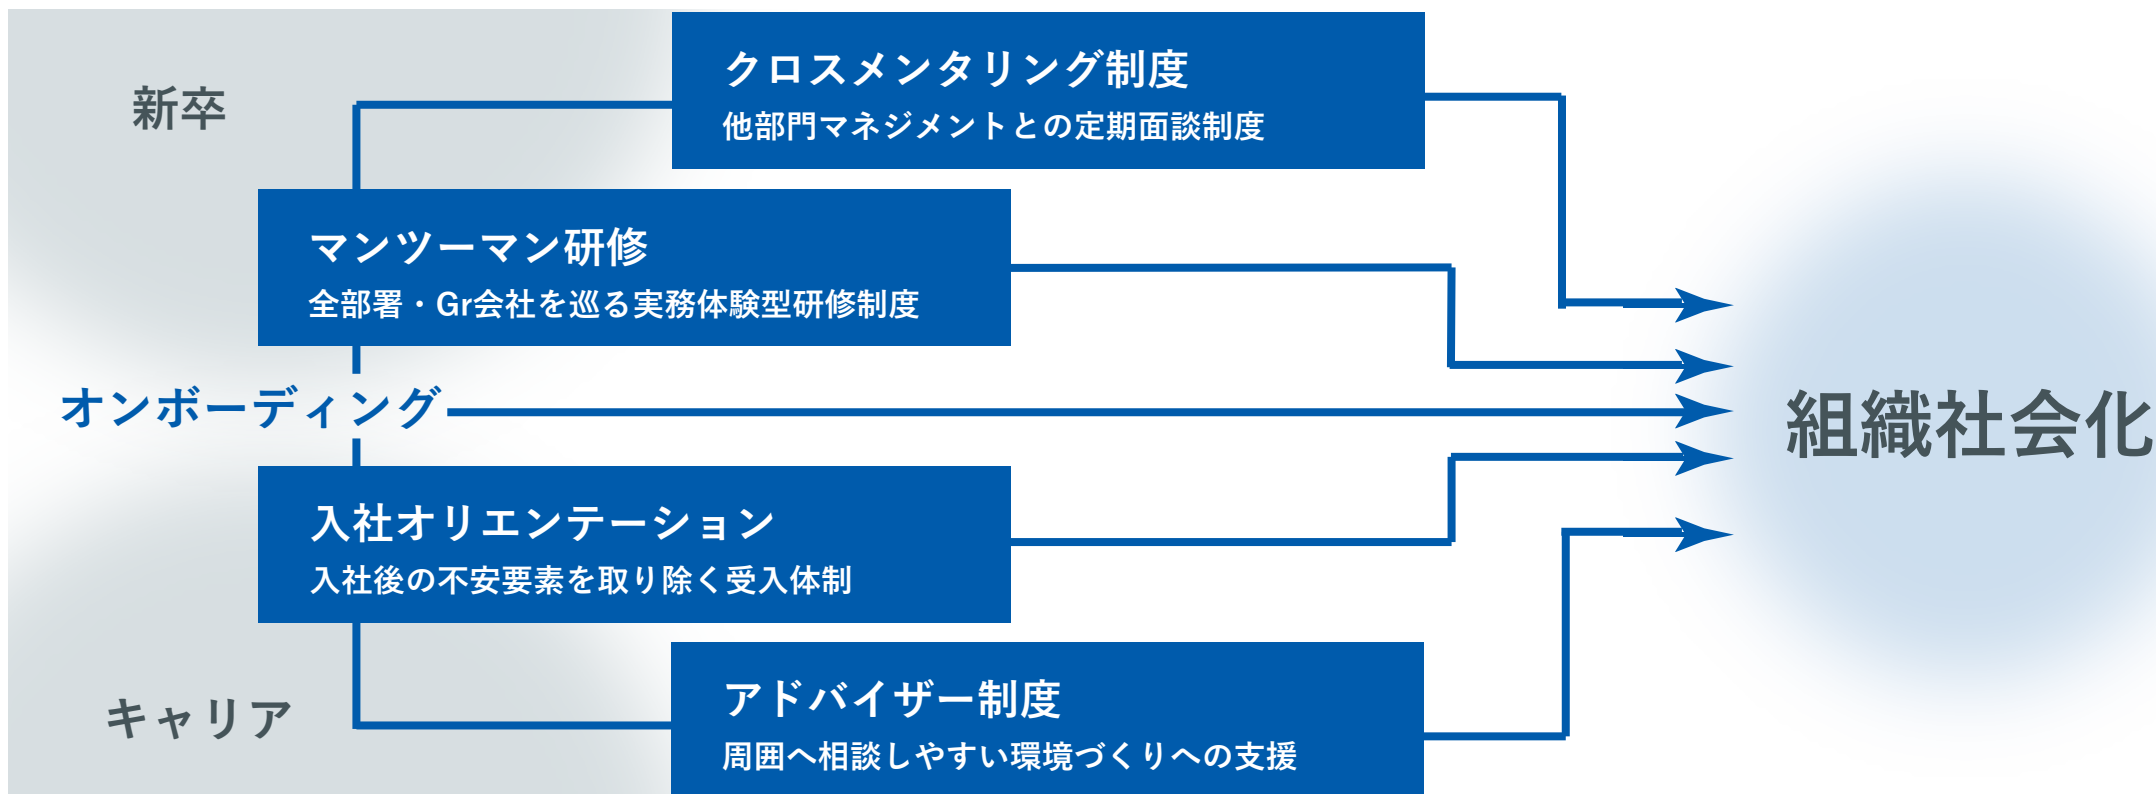 新卒
クロスメンタリング制度
他部門マネジメントとの定期面談制度
マンツーマン研修
全部署・Gr会社を巡る実務体験型研修制度
オンボーディング
組織社会化
入社オリエンテーション
入社後の不安要素を取り除く受入体制
キャリア
アドバイザー制度
周囲へ相談しやすい環境づくりへの支援